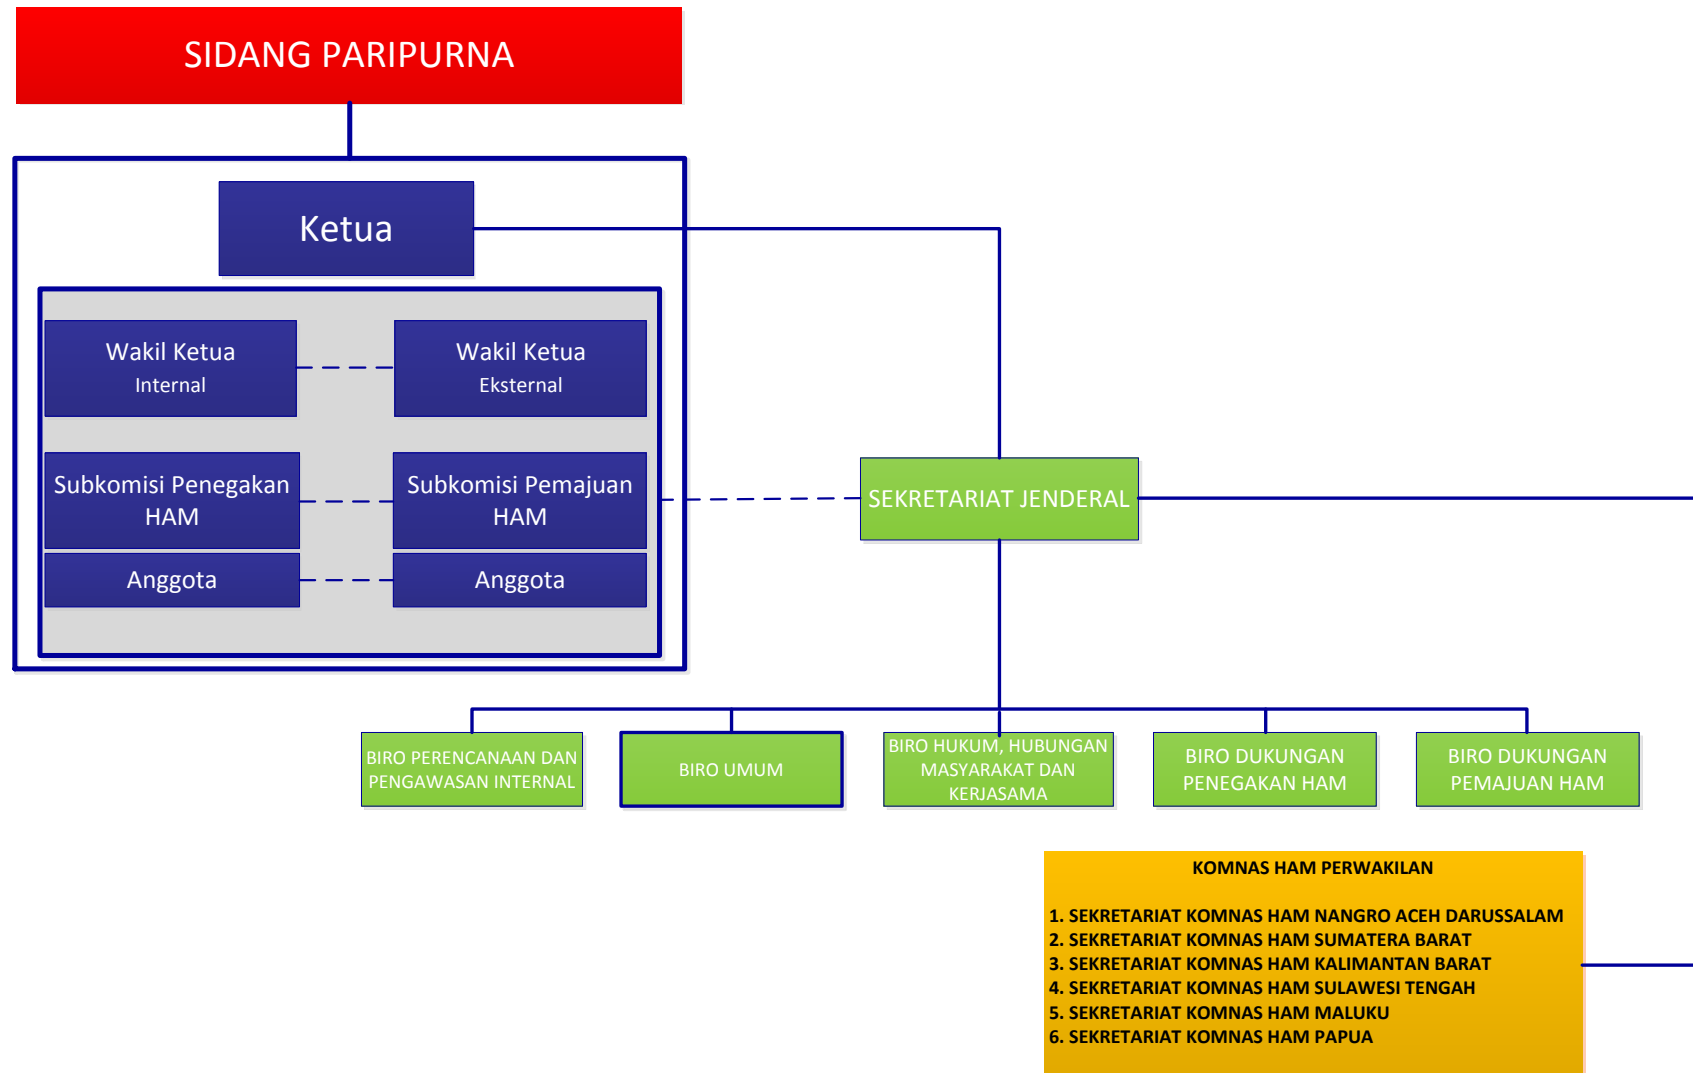 SIDANG PARIPURNA
Ketua
Wakil Ketua
Internal
Wakil Ketua
Eksternal
Subkomisi Penegakan
HAM
Subkomisi Pemajuan
HAM
Anggota
Anggota
SEKRETARIAT JENDERAL
BIRO PERENCANAAN DAN
PENGAWASAN INTERNAL
BIRO UMUM
BIRO HUKUM, HUBUNGAN
MASYARAKAT DAN
KERJASAMA
BIRO DUKUNGAN
PENEGAKAN HAM
BIRO DUKUNGAN
PEMAJUAN HAM
KOMNAS HAM PERWAKILAN
1. SEKRETARIAT KOMNAS HAM NANGRO ACEH DARUSSALAM
2. SEKRETARIAT KOMNAS HAM SUMATERA BARAT
3. SEKRETARIAT KOMNAS HAM KALIMANTAN BARAT
4. SEKRETARIAT KOMNAS HAM SULAWESI TENGAH
5. SEKRETARIAT KOMNAS HAM MALUKU
6. SEKRETARIAT KOMNAS HAM PAPUA